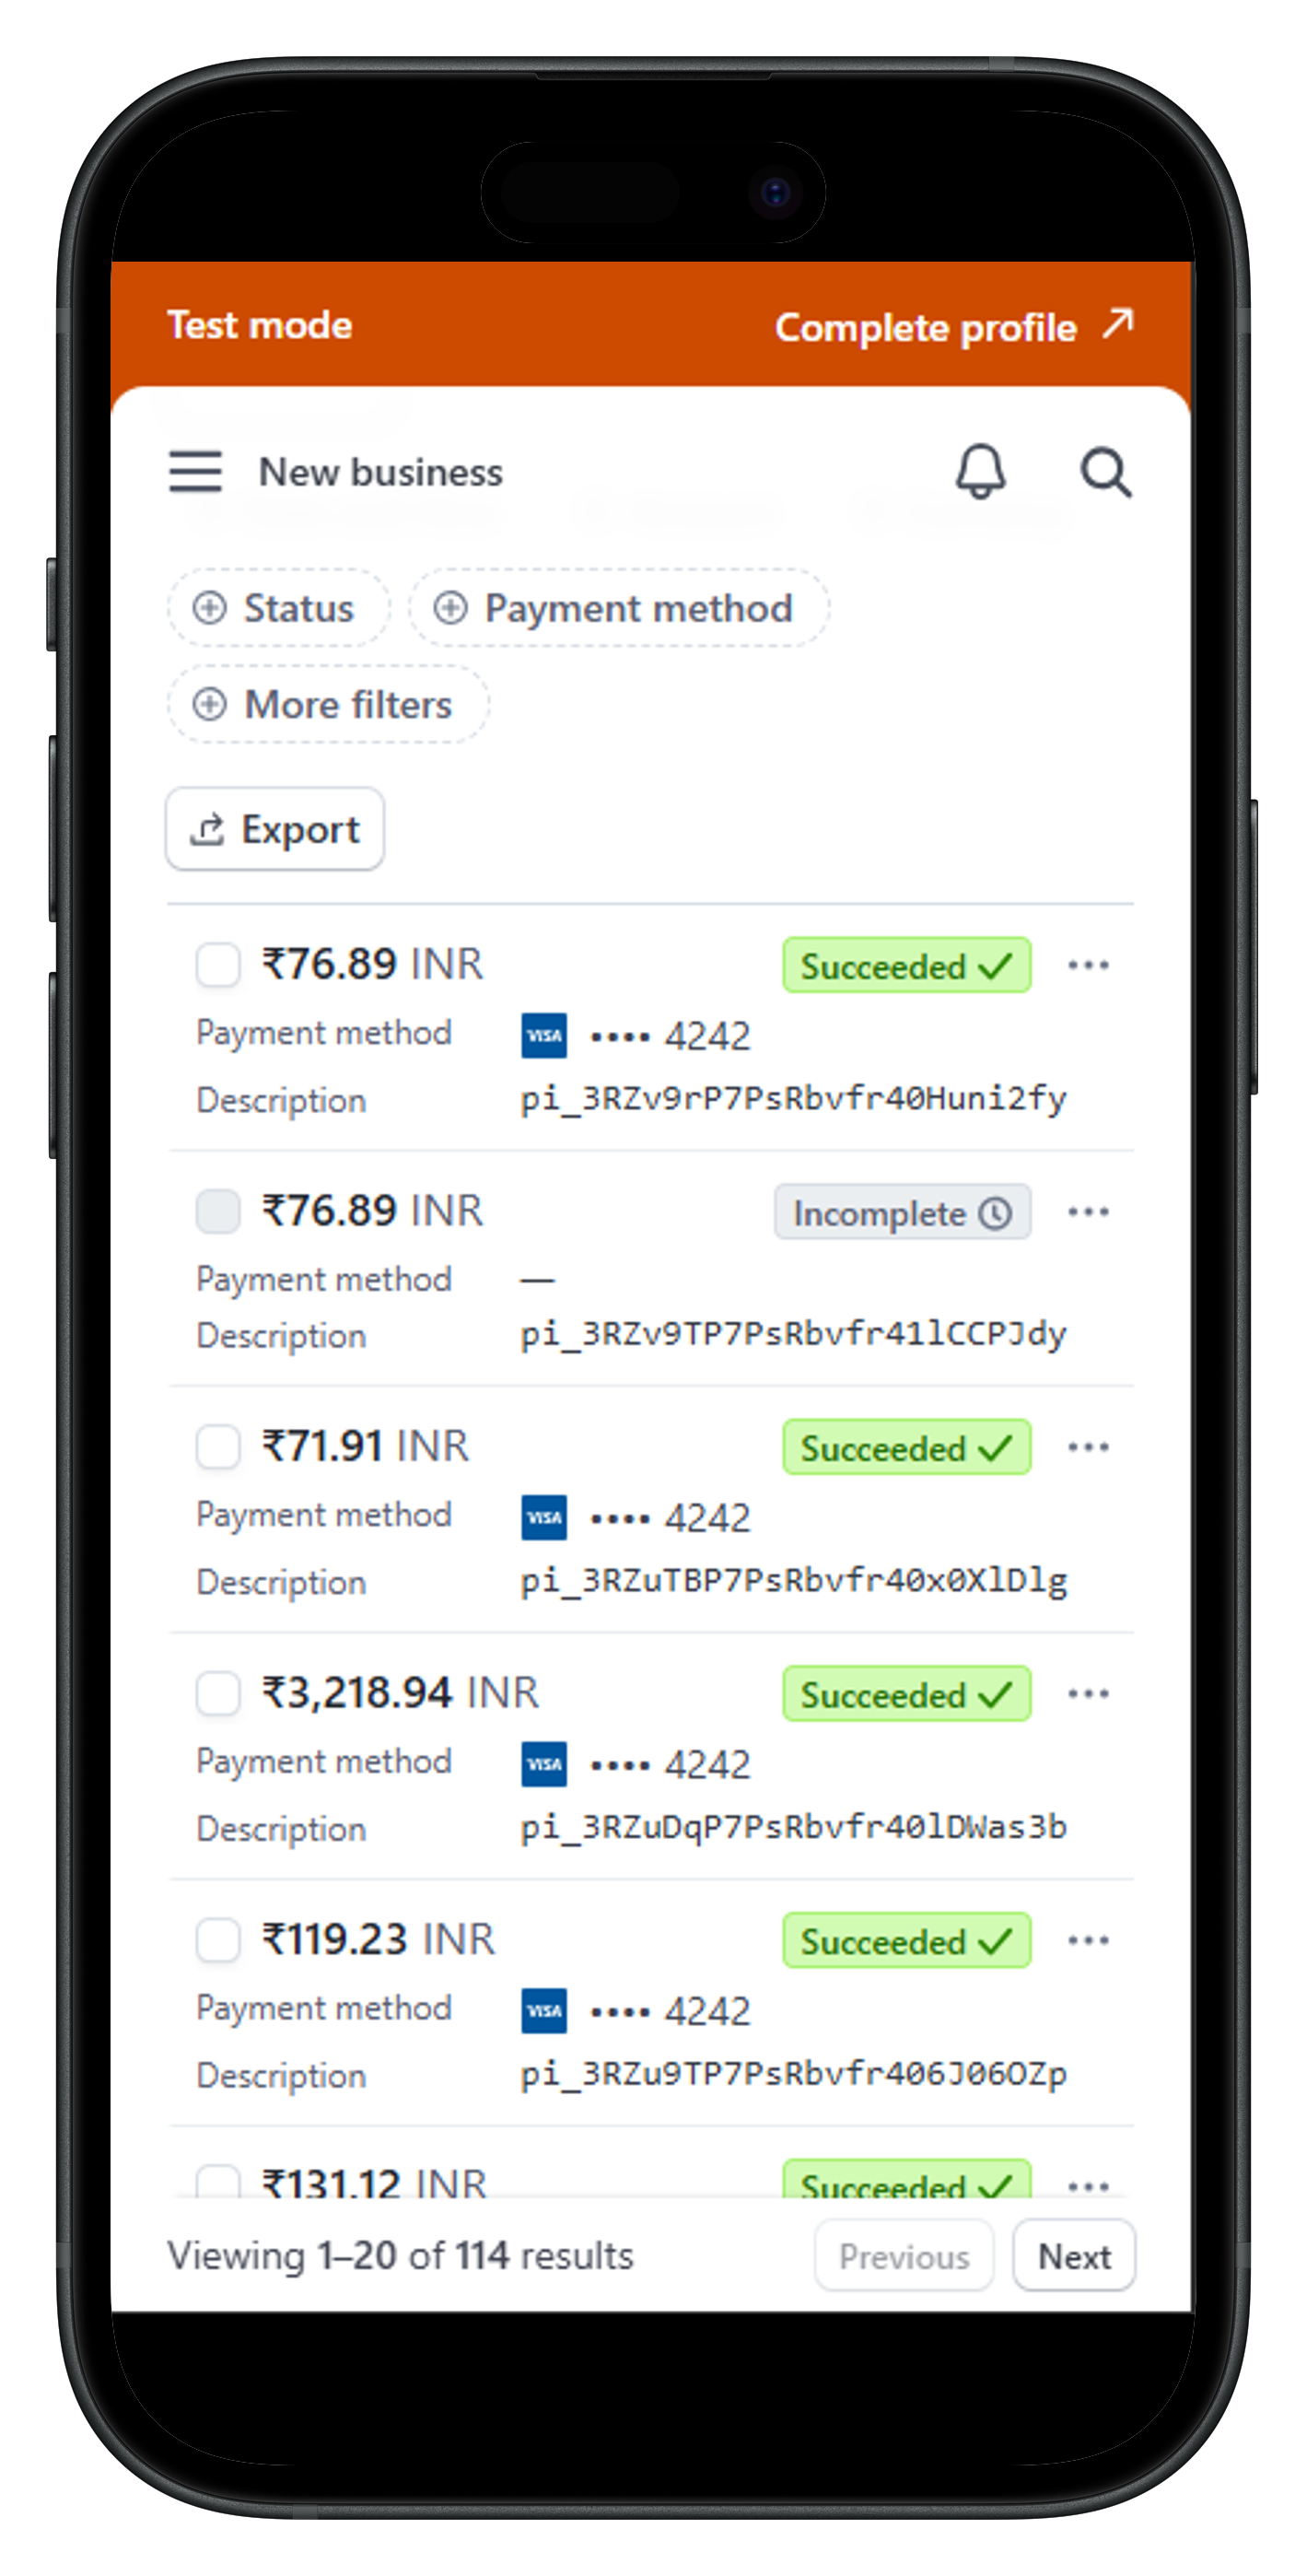 Test mode
Complete profile
New business
Status
Payment method
More filters
Export
₹76.89 INR
Succeeded
Payment method
VISA •••• 4242
Description
pi_3RZv9rP7PsRbvfr40Huni2fy
₹76.89 INR
Incomplete
Payment method
—
Description
pi_3RZv9TP7PsRbvfr41lCCPJdy
₹71.91 INR
Succeeded
Payment method
VISA •••• 4242
Description
pi_3RZuTBP7PsRbvfr40x0XlDlg
₹3,218.94 INR
Succeeded
Payment method
VISA •••• 4242
Description
pi_3RZuDqP7PsRbvfr40lDWas3b
₹119.23 INR
Succeeded
Payment method
VISA •••• 4242
Description
pi_3RZu9TP7PsRbvfr406J06OZp
₹131.12 INR
Succeeded
Viewing 1–20 of 114 results
Previous
Next